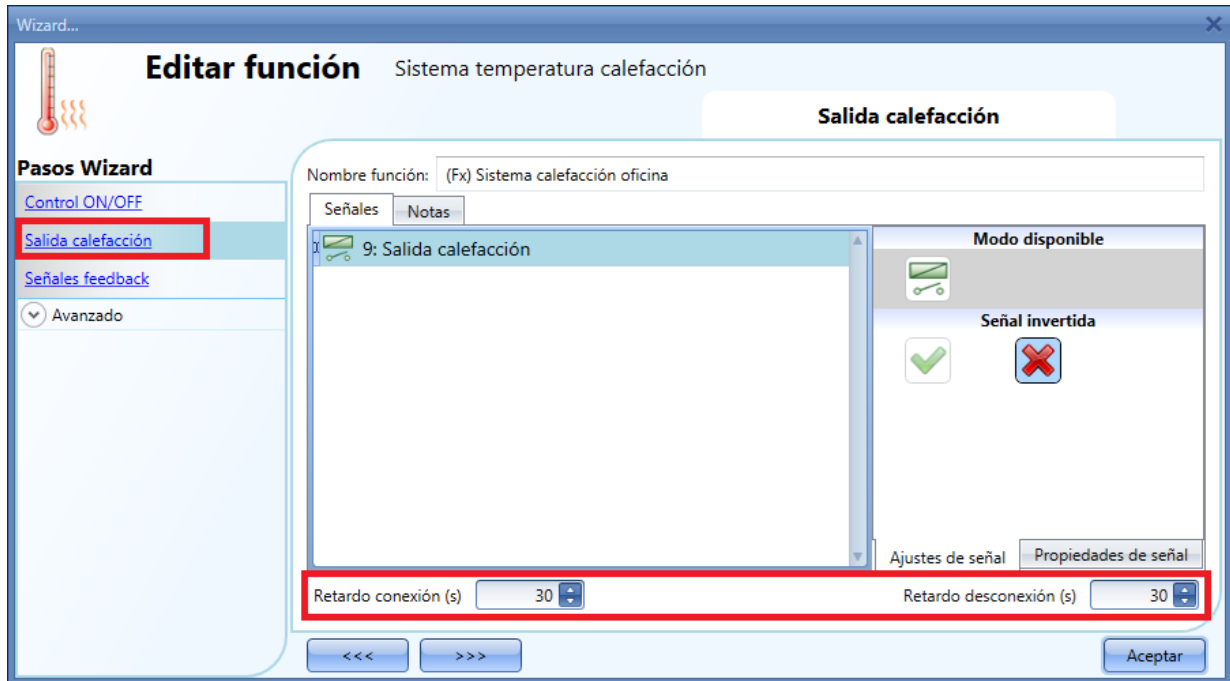 Wizard...
Editar función Sistema temperatura calefacción
Salida calefacción
Pasos Wizard
Control ON/OFF
Salida calefacción
Señales feedback
Avanzado
Nombre función: (Fx) Sistema calefacción oficina
Señales Notas
9: Salida calefacción
Modo disponible
Señal invertida
Ajustes de señal Propiedades de señal
Retardo conexión (s) 30 Retardo desconexión (s) 30
<<< >>> Aceptar